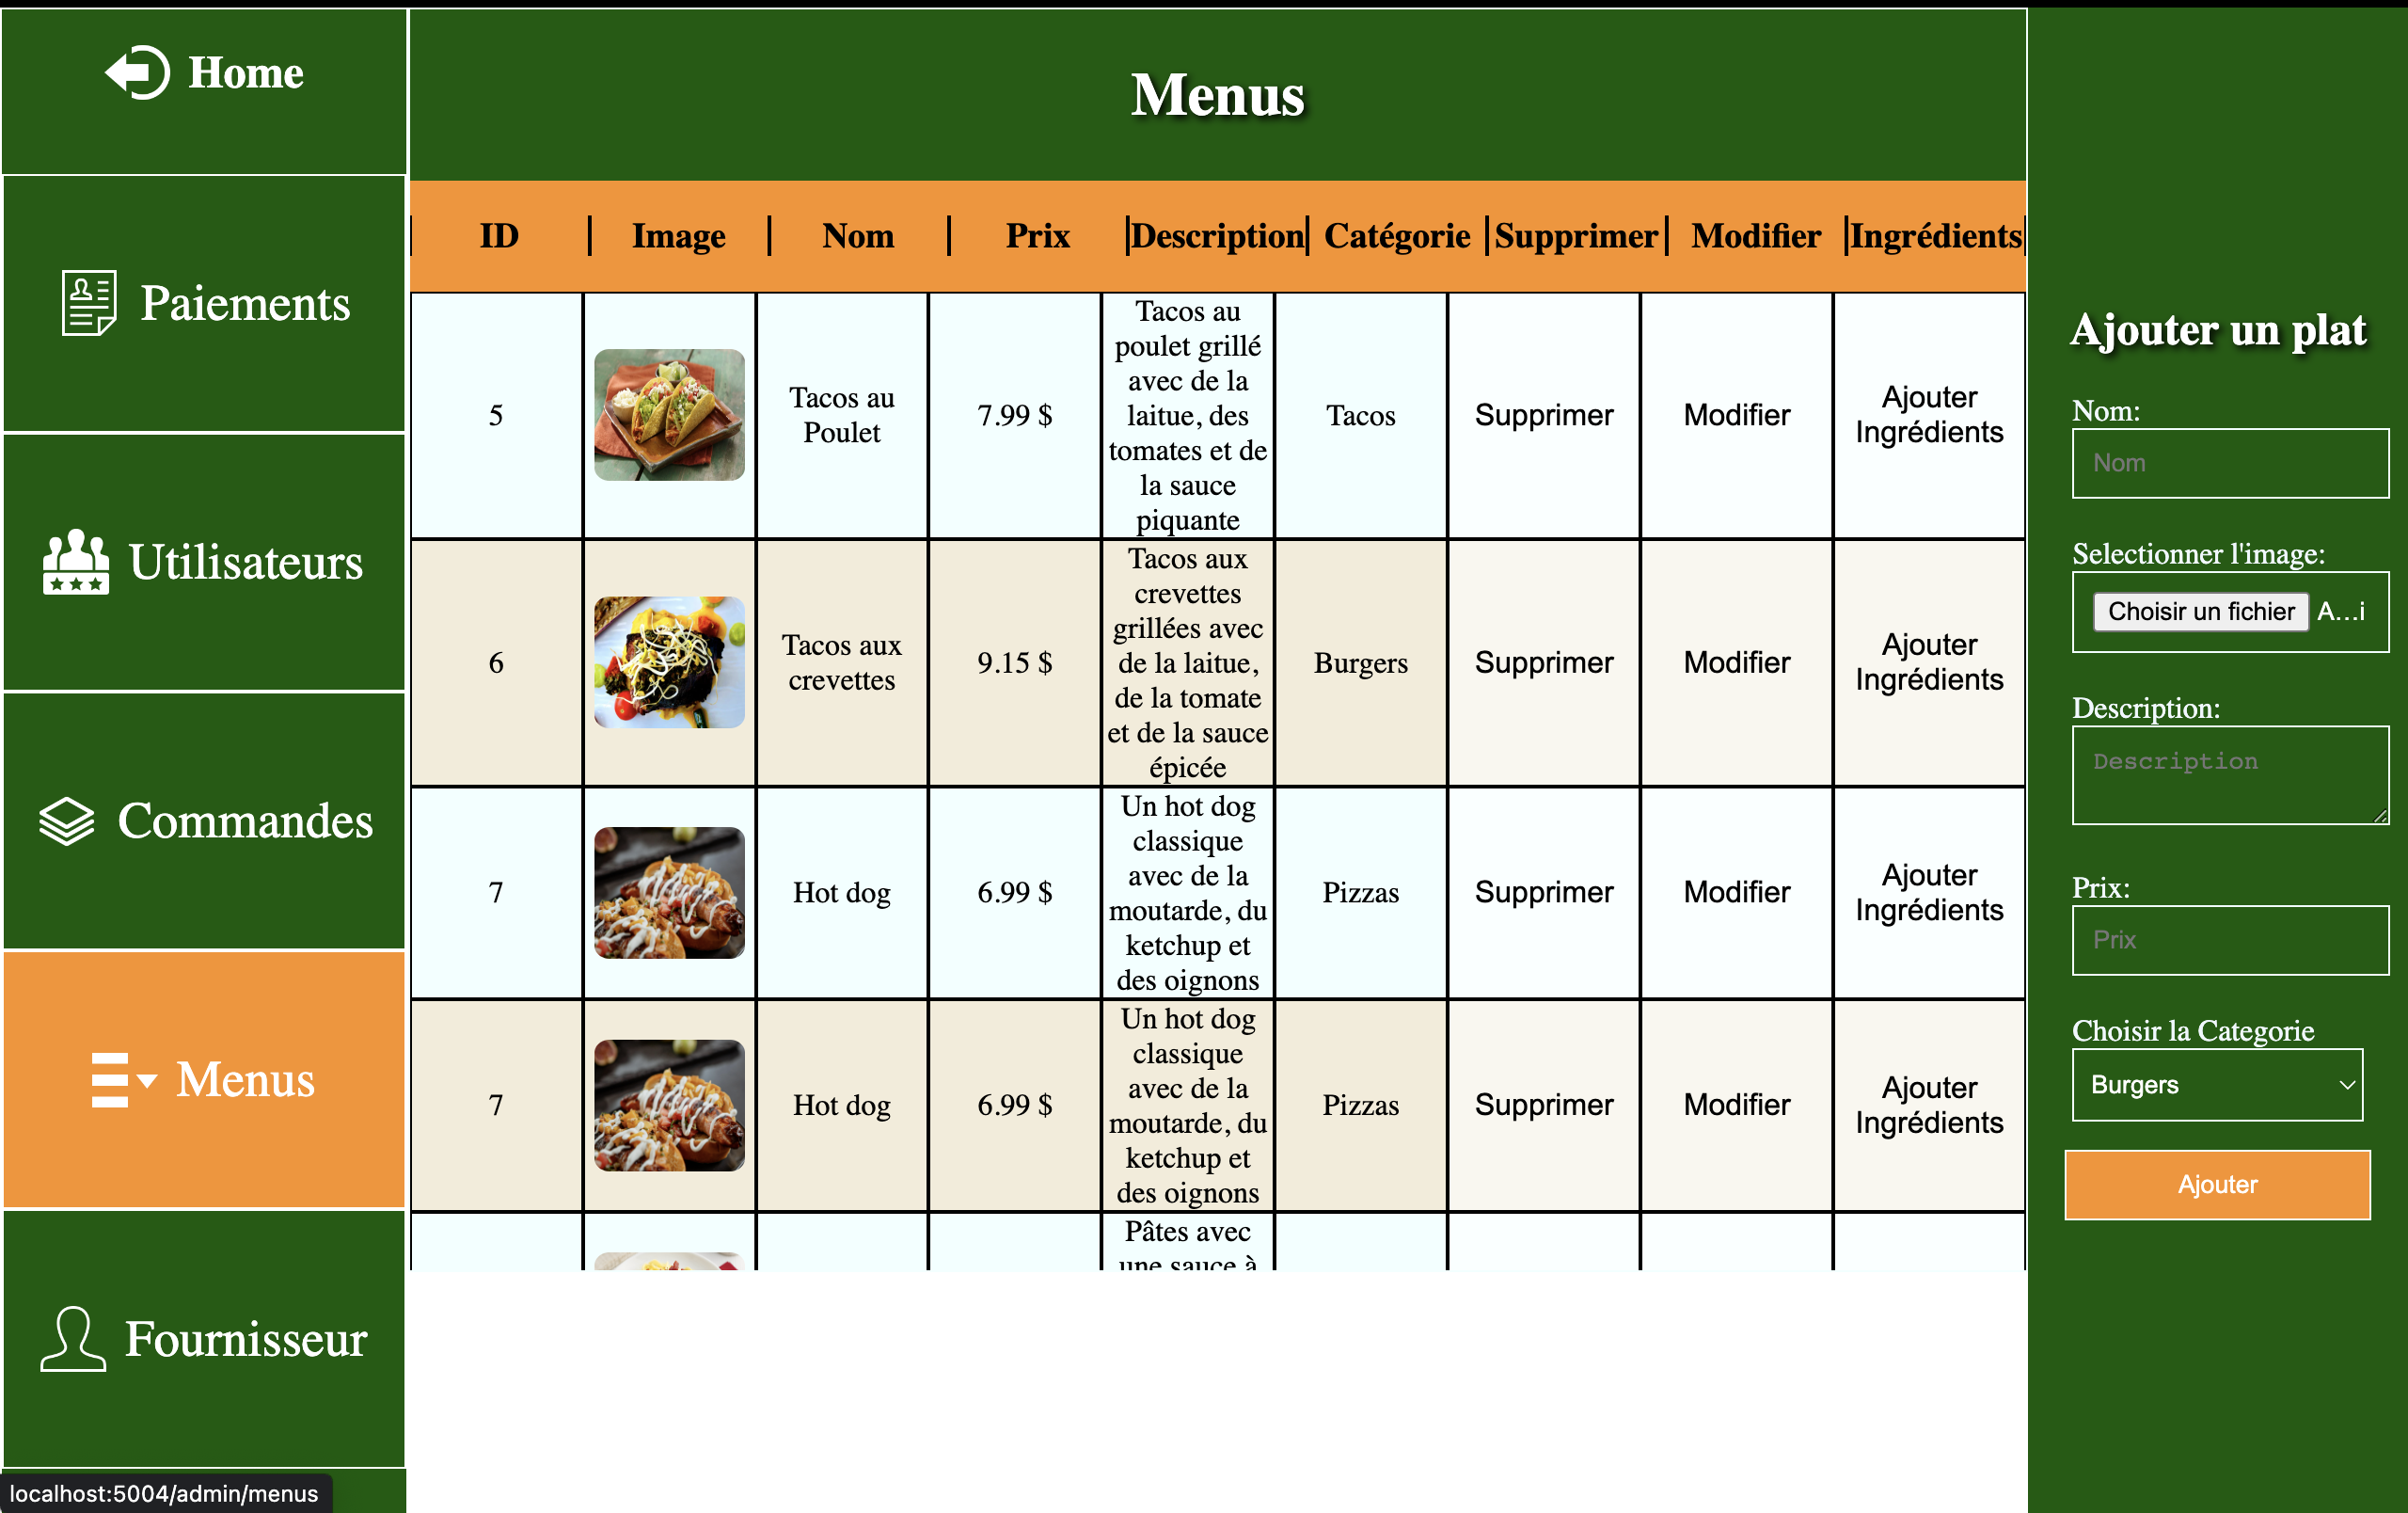 Home
Paiements
Utilisateurs
Commandes
Menus
Fournisseur
localhost:5004/admin/menus
Menus
ID Image Nom Prix Description Catégorie Supprimer Modifier Ingrédients
5
Tacos au
Poulet
7.99 $
Tacos au
poulet grillé
avec de la
laitue, des
tomates et de
la sauce
piquante
Tacos
Supprimer
Modifier
Ajouter
Ingrédients
6
Tacos aux
crevettes
9.15 $
Tacos aux
crevettes
grillées avec
de la laitue,
de la tomate
et de la sauce
épicée
Burgers
Supprimer
Modifier
Ajouter
Ingrédients
7
Hot dog
6.99 $
Un hot dog
classique
avec de la
moutarde, du
ketchup et
des oignons
Pizzas
Supprimer
Modifier
Ajouter
Ingrédients
7
Hot dog
6.99 $
Un hot dog
classique
avec de la
moutarde, du
ketchup et
des oignons
Pizzas
Supprimer
Modifier
Ajouter
Ingrédients
Pâtes avec
une sauce à
Ajouter un plat
Nom:
Nom
Selectionner l'image:
Choisir un fichier A...i
Description:
Description
Prix:
Prix
Choisir la Categorie
Burgers
Ajouter